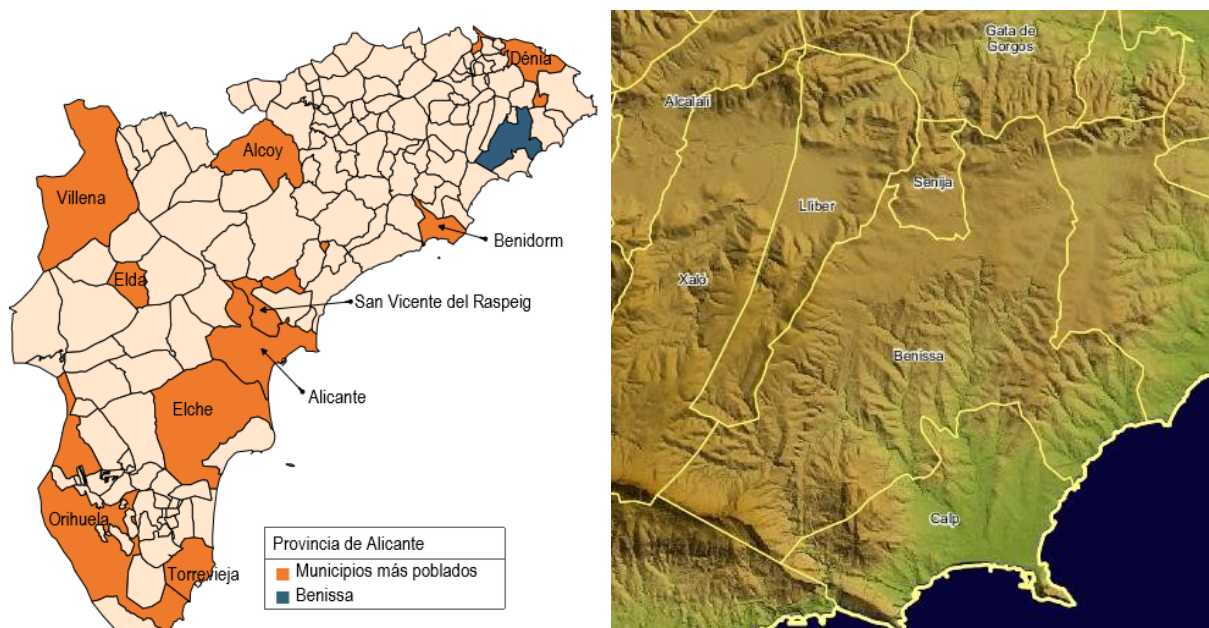 Dénia
Alcoy
Villena
Benidorm
Elda
San Vicente del Raspeig
Alicante
Elche
Orihuela
Torrevieja
Provincia de Alicante
Municipios más poblados
Benissa
Gata de
Gorgos
Alcalalí
Senija
Llíber
Xaló
Benissa
Calp